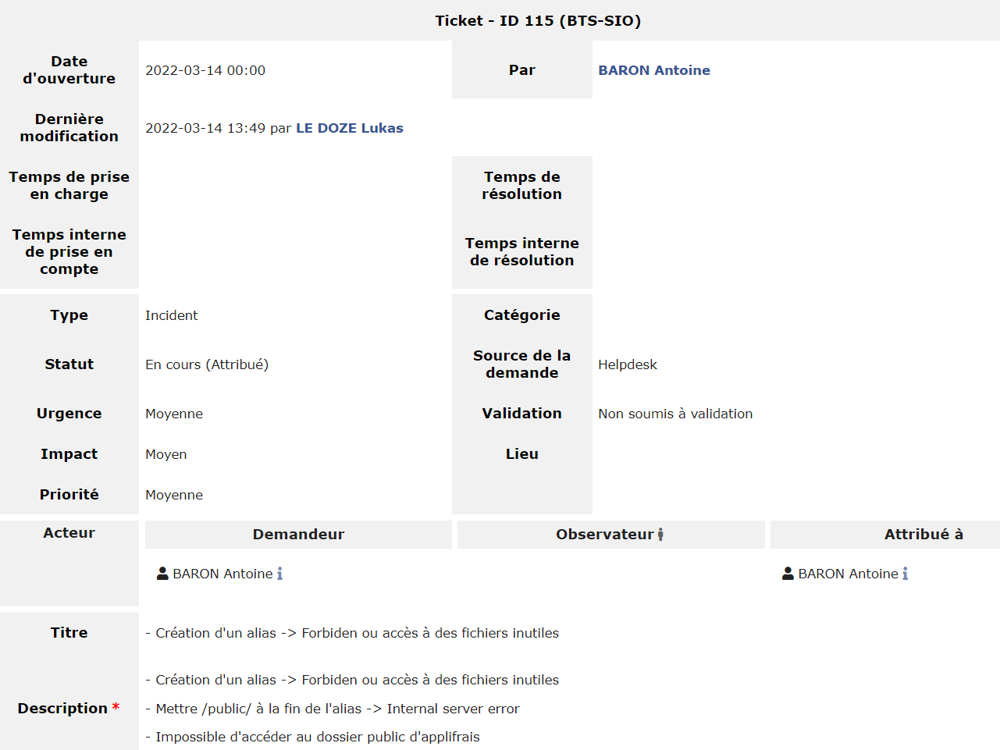 Ticket - ID 115 (BTS-SIO)
Date
d'ouverture
2022-03-14 00:00
Par
BARON Antoine
Dernière
modification
2022-03-14 13:49 par LE DOZE Lukas
Temps de prise
en charge
Temps de
résolution
Temps interne
de prise en
compte
Temps interne
de résolution
Type
Incident
Catégorie
Statut
En cours (Attribué)
Source de la
demande
Helpdesk
Urgence
Moyenne
Validation
Non soumis à validation
Impact
Moyen
Lieu
Priorité
Moyenne
Acteur
Demandeur
Observateur
Attribué à
BARON Antoine
BARON Antoine
Titre
- Création d'un alias -> Forbiden ou accès à des fichiers inutiles
Description *
- Création d'un alias -> Forbiden ou accès à des fichiers inutiles
- Mettre /public/ à la fin de l'alias -> Internal server error
- Impossible d'accéder au dossier public d'applifrais